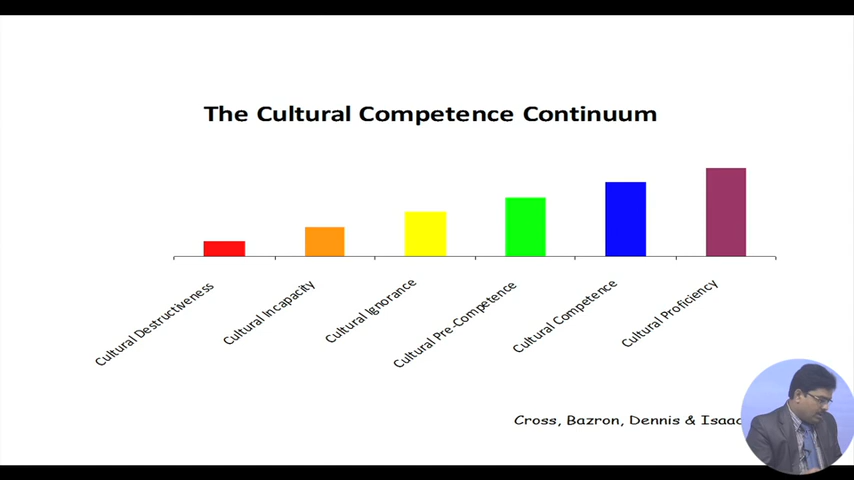 The Cultural Competence Continuum
Cultural Destructiveness
Cultural Incapacity
Cultural Ignorance
Cultural Pre-Competence
Cultural Competence
Cultural Proficiency
Cross, Bazron, Dennis &